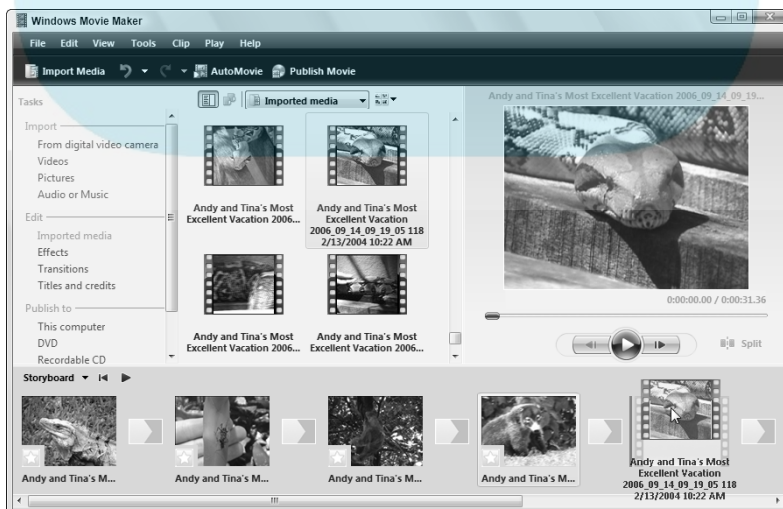 Windows Movie Maker
File Edit View Tools Clip Play Help
Import Media AutoMovie Publish Movie
Tasks
Import
From digital video camera
Videos
Pictures
Audio or Music
Edit
Imported media
Effects
Transitions
Titles and credits
Publish to
This computer
DVD
Recordable CD
Imported media
Andy and Tina's Most
Excellent Vacation 2006...
Andy and Tina's Most
Excellent Vacation
2006_09_14_09_19_05 118
2/13/2004 10:22 AM
Andy and Tina's Most
Excellent Vacation 2006...
Andy and Tina's Most
Excellent Vacation 2006...
Andy and Tina's Most Excellent Vacation 2006_09_14_09_19...
0:00:00.00 / 0:00:31.36
Split
Storyboard
Andy and Tina's M...
Andy and Tina's M...
Andy and Tina's M...
Andy and Tina's M...
Andy and Tina's Most
Excellent Vacation
2006_09_14_09_19_05 118
2/13/2004 10:22 AM